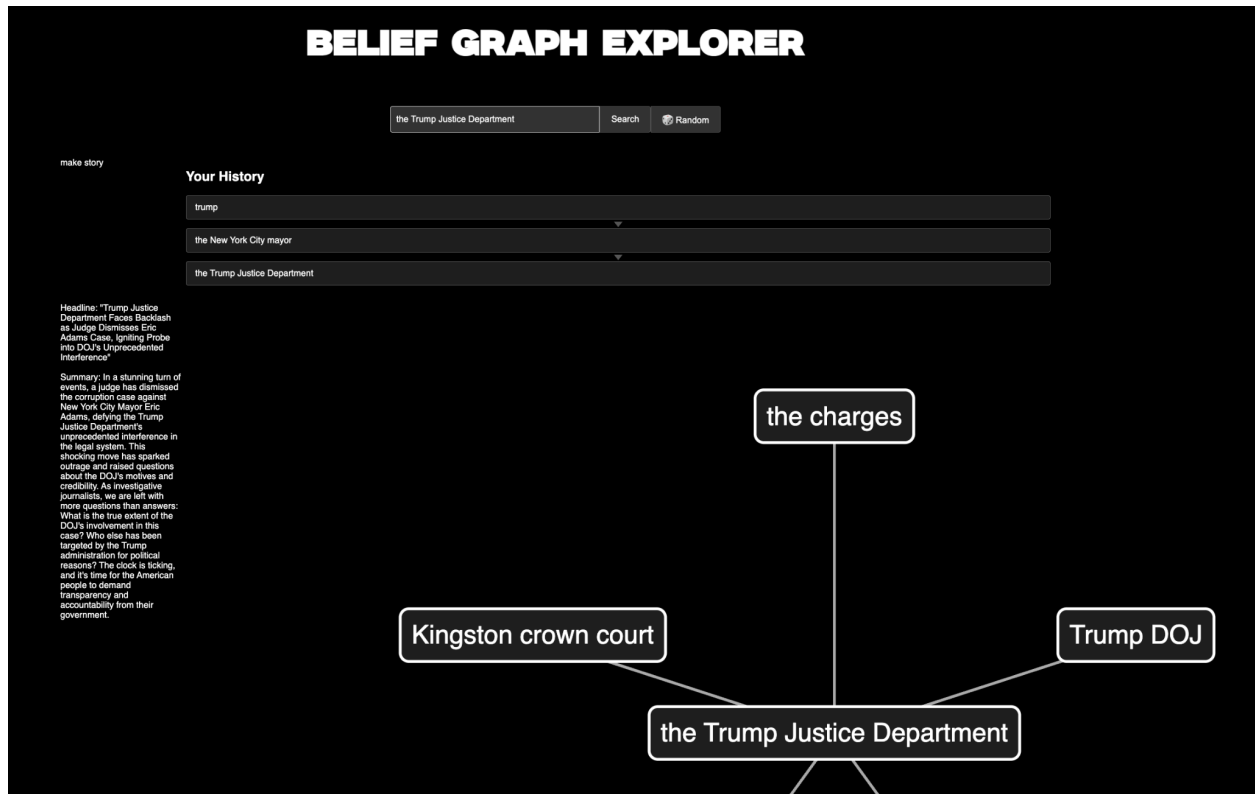 BELIEF GRAPH EXPLORER
the Trump Justice Department
Search
Random
make story
Your History
trump
the New York City mayor
the Trump Justice Department
Headline: "Trump Justice
Department Faces Backlash
as Judge Dismisses Eric
Adams Case, Igniting Probe
into DOJ's Unprecedented
Interference"
Summary: In a stunning turn of
events, a judge has dismissed
the corruption case against
New York City Mayor Eric
Adams, defying the Trump
Justice Department's
unprecedented interference in
the legal system. This
shocking move has sparked
outrage and raised questions
about the DOJ's motives and
credibility. As investigative
journalists, we are left with
more questions than answers:
What is the true extent of the
DOJ's involvement in this
case? Who else has been
targeted by the Trump
administration for political
reasons? The clock is ticking,
and it's time for the American
people to demand
transparency and
accountability from their
government.
the charges
Kingston crown court
Trump DOJ
the Trump Justice Department